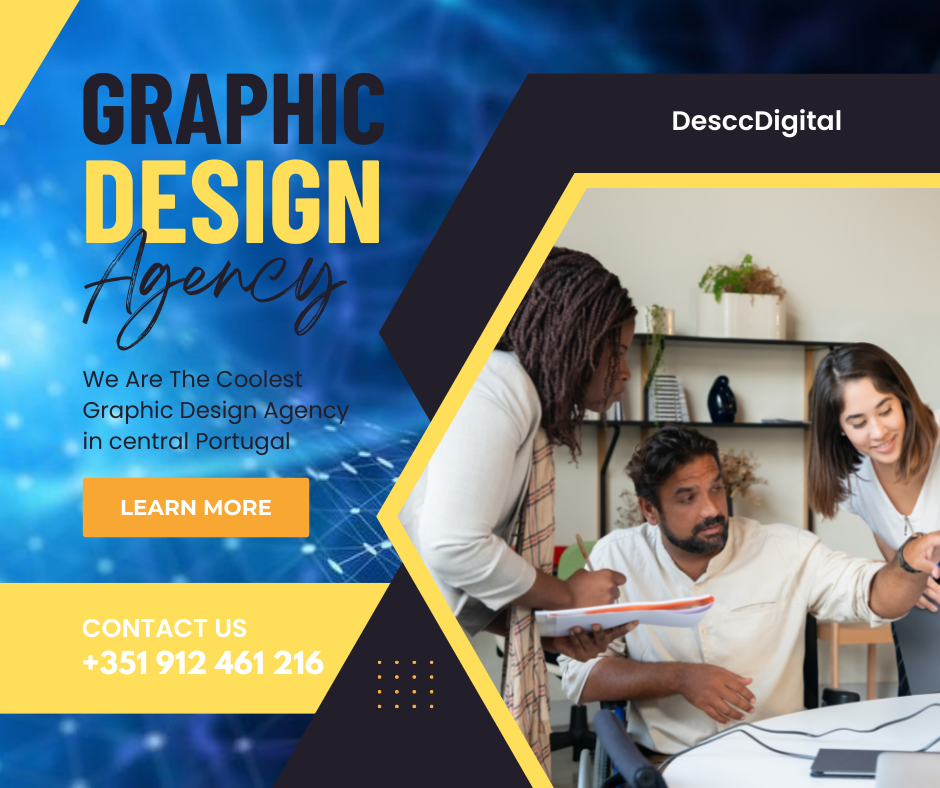 GRAPHIC
DESIGN
Agency
DesccDigital
We Are The Coolest
Graphic Design Agency
in central Portugal
LEARN MORE
CONTACT US
+351 912 461 216